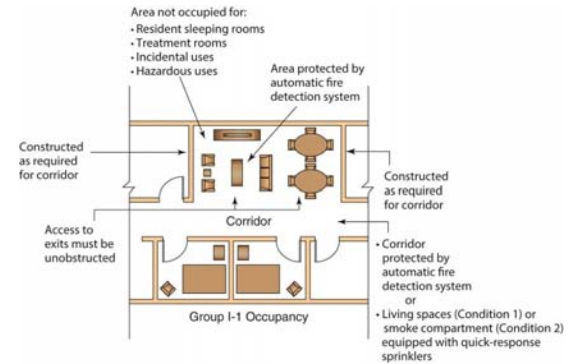 Area not occupied for:
• Resident sleeping rooms
• Treatment rooms
• Incidental uses
• Hazardous uses
Area protected by
automatic fire
detection system
Constructed
as required
for corridor
Constructed
as required
for corridor
Access to
exits must be
unobstructed
Corridor
• Corridor
protected by
automatic fire
detection system
or
• Living spaces (Condition 1) or
smoke compartment (Condition 2)
equipped with quick-response
sprinklers
Group I-1 Occupancy